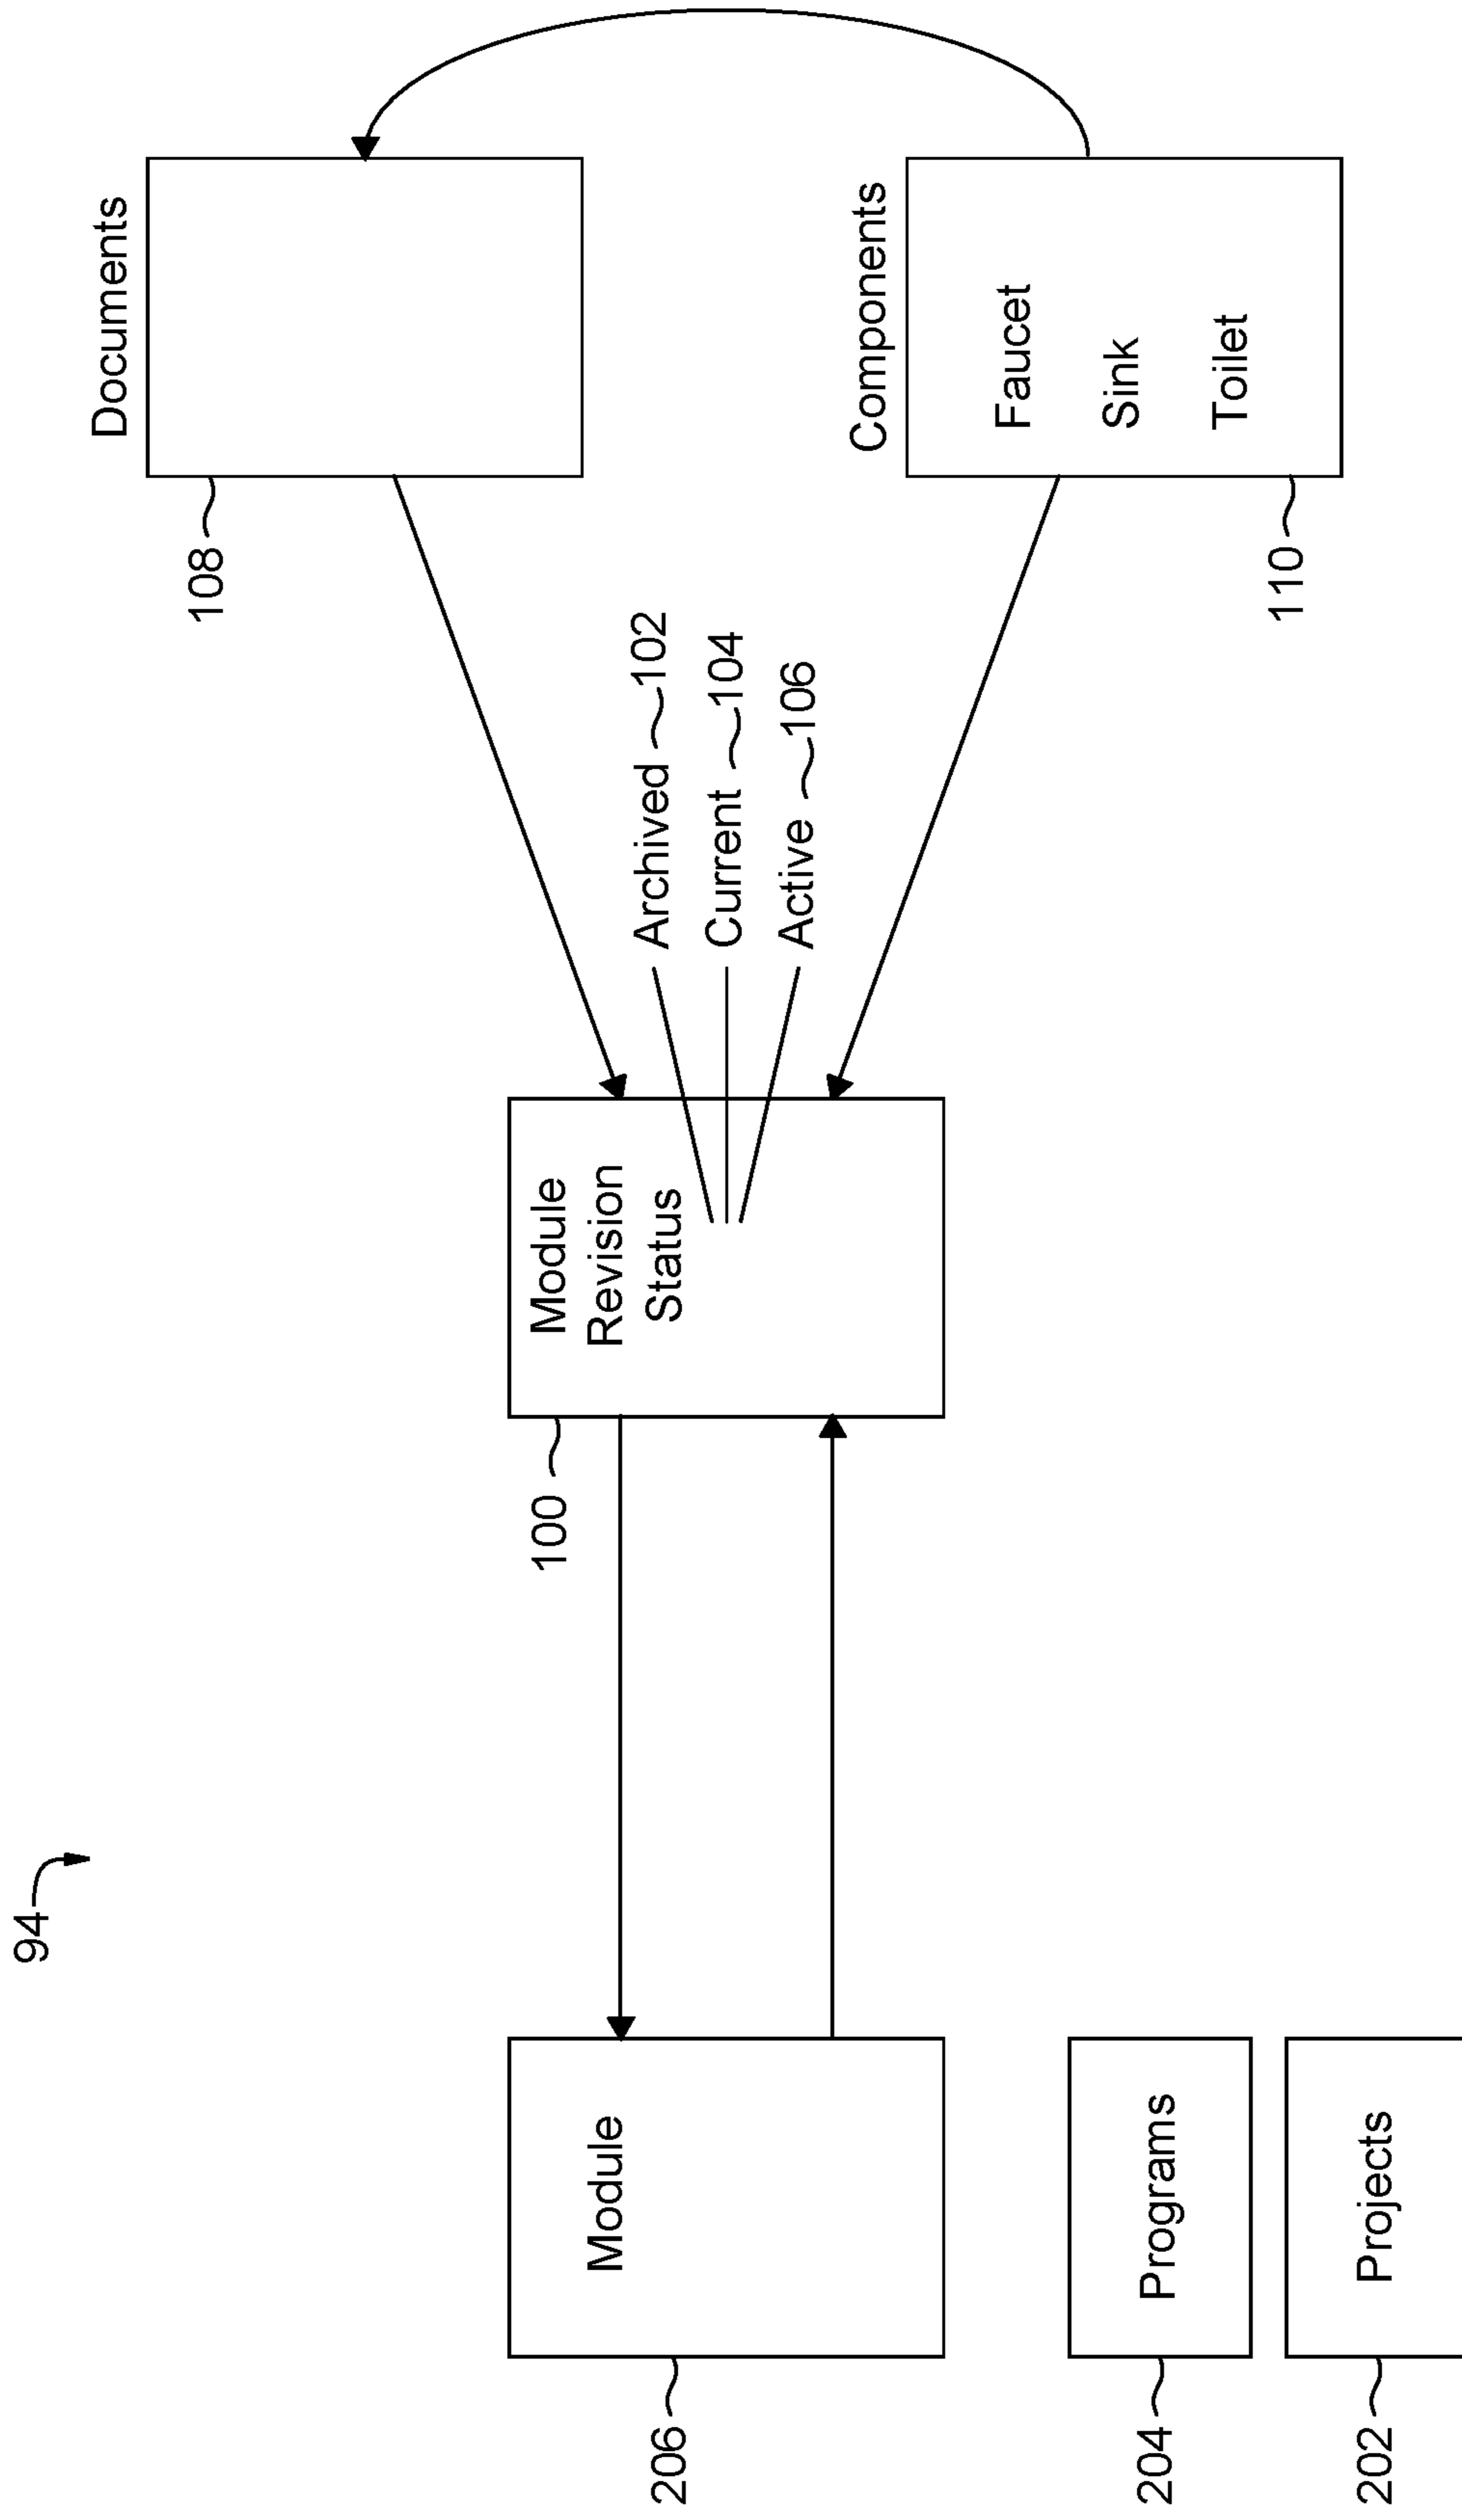 94
206
Module
204
Programs
202
Projects
100
Module
Revision
Status
Archived 102
Current 104
Active 106
Documents
108
Components
Faucet
Sink
Toilet
110